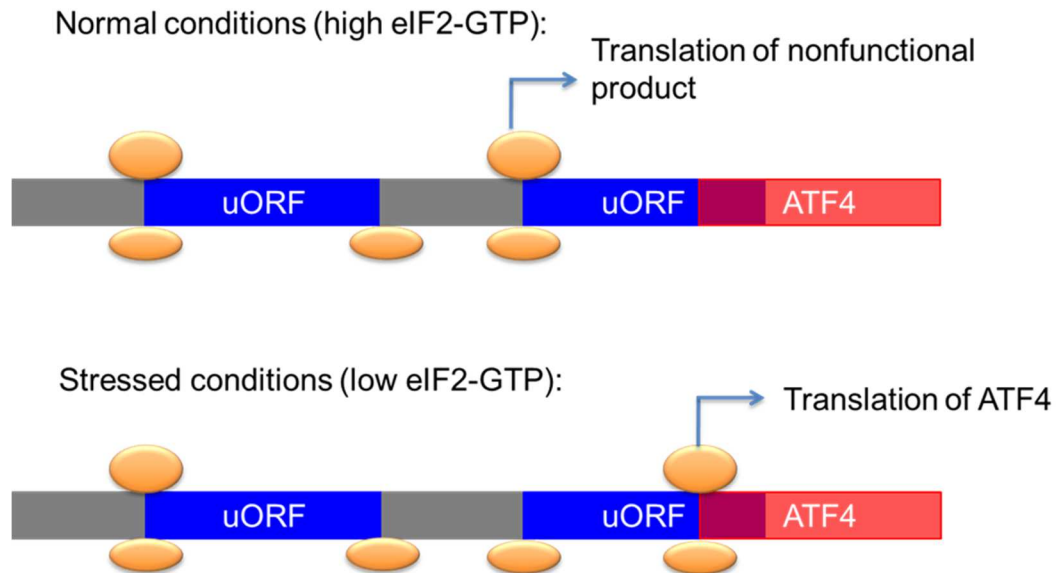 Normal conditions (high eIF2-GTP):
Translation of nonfunctional
product
uORF
uORF
ATF4
Stressed conditions (low eIF2-GTP):
Translation of ATF4
uORF
uORF
ATF4